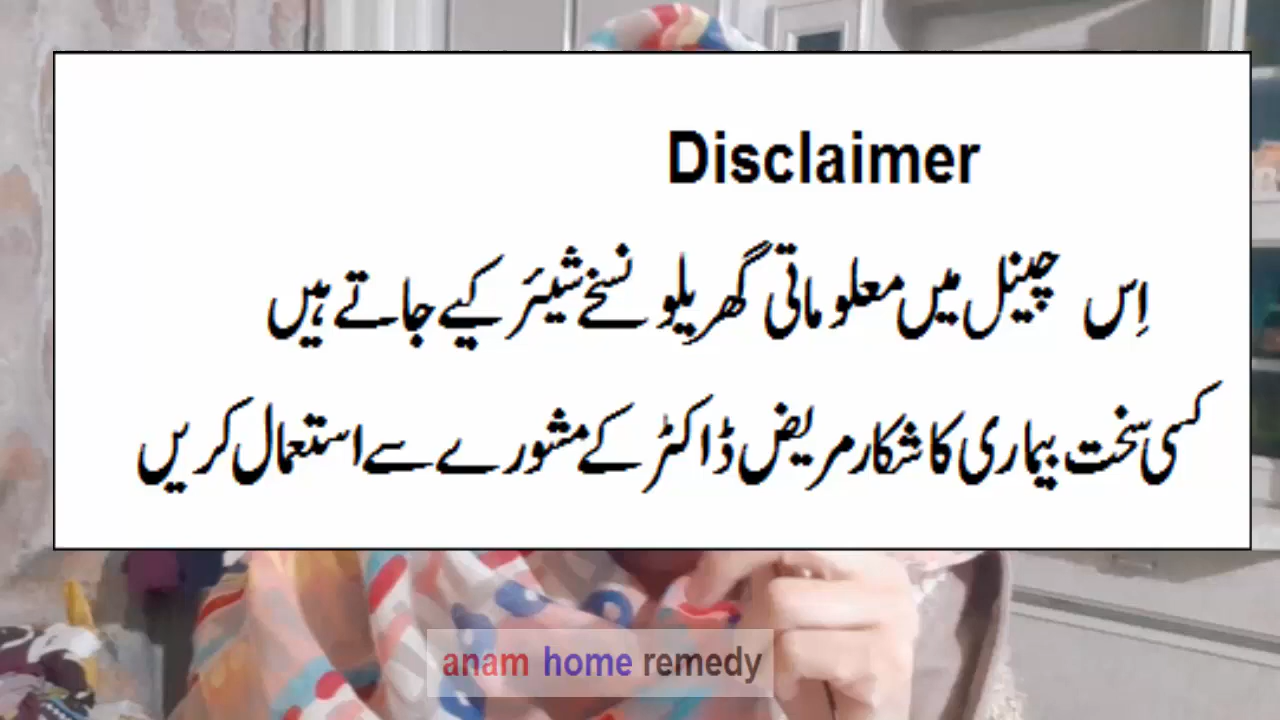 Disclaimer
اِس چینل میں معلوماتی گھریلو نسخے شیئر کیے جاتے ہیں
کسی سخت بیماری کا شکار مریض ڈاکٹر کے مشورے سے استعمال کریں
anam home remedy